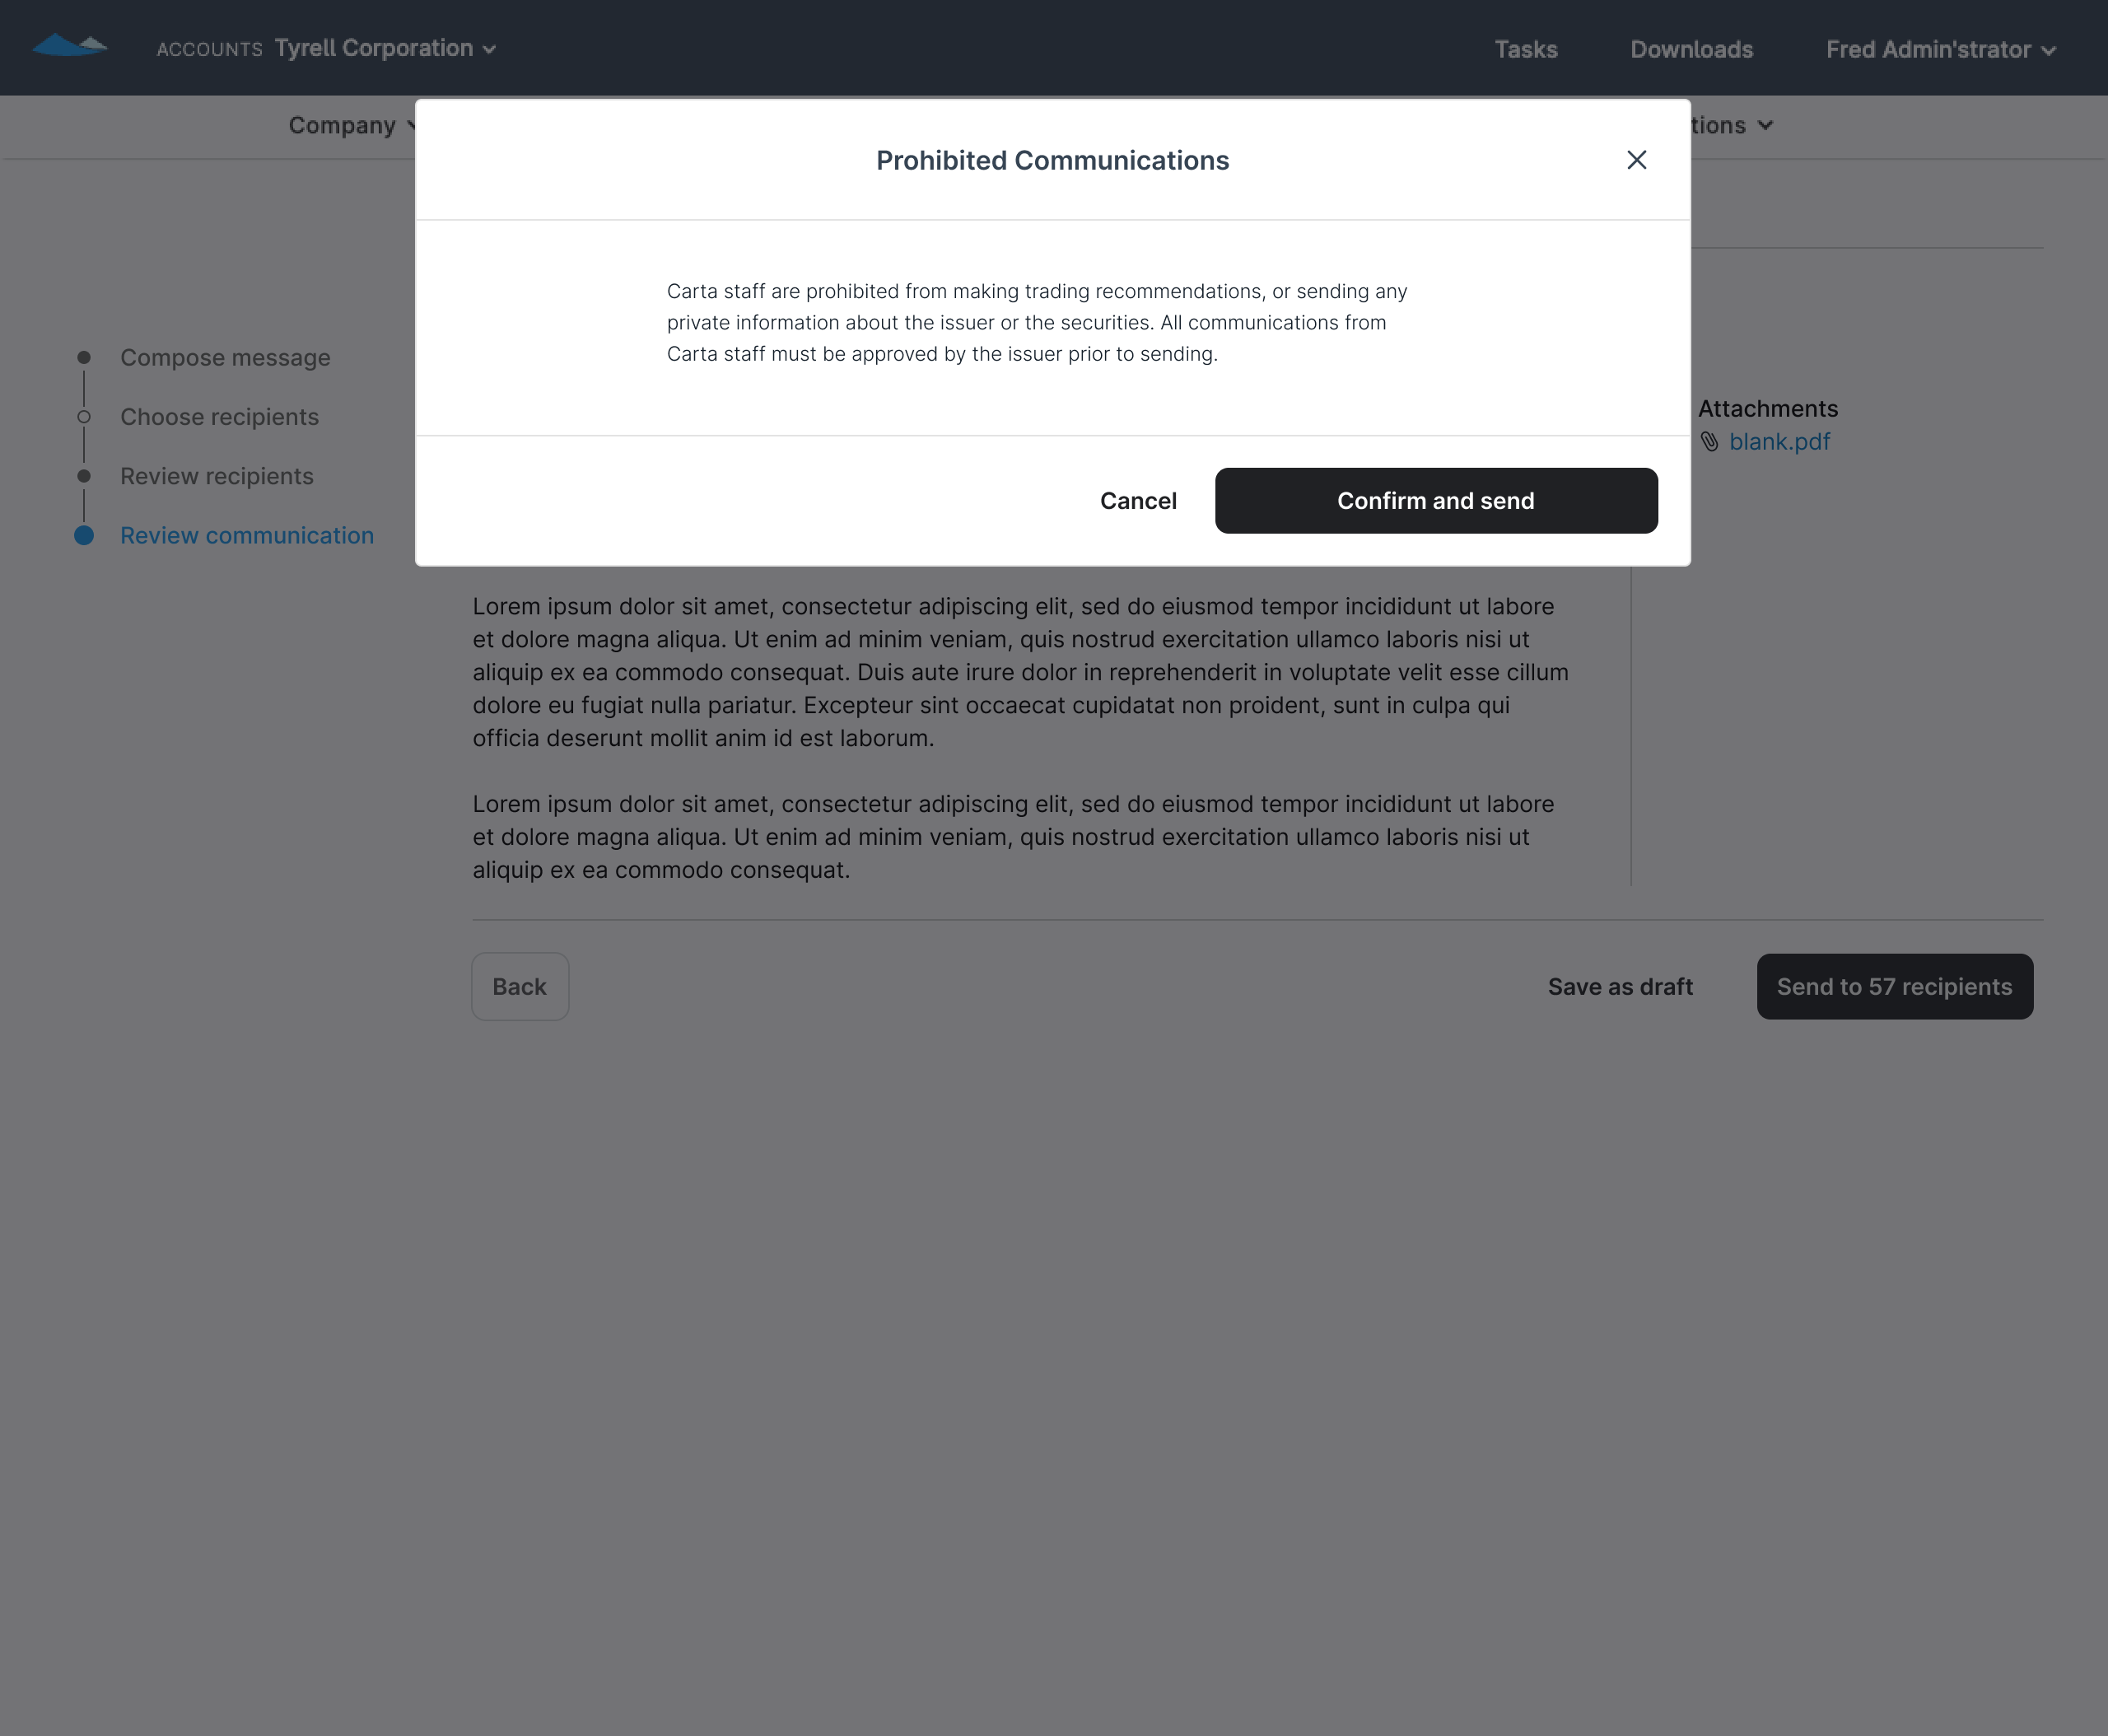 ACCOUNTS Tyrell Corporation
Tasks
Downloads
Fred Admin'strator
Company
tions
Prohibited Communications
Carta staff are prohibited from making trading recommendations, or sending any
private information about the issuer or the securities. All communications from
Carta staff must be approved by the issuer prior to sending.
Cancel
Confirm and send
Compose message
Choose recipients
Review recipients
Review communication
Attachments
blank.pdf
Lorem ipsum dolor sit amet, consectetur adipiscing elit, sed do eiusmod tempor incididunt ut labore
et dolore magna aliqua. Ut enim ad minim veniam, quis nostrud exercitation ullamco laboris nisi ut
aliquip ex ea commodo consequat. Duis aute irure dolor in reprehenderit in voluptate velit esse cillum
dolore eu fugiat nulla pariatur. Excepteur sint occaecat cupidatat non proident, sunt in culpa qui
officia deserunt mollit anim id est laborum.
Lorem ipsum dolor sit amet, consectetur adipiscing elit, sed do eiusmod tempor incididunt ut labore
et dolore magna aliqua. Ut enim ad minim veniam, quis nostrud exercitation ullamco laboris nisi ut
aliquip ex ea commodo consequat.
Back
Save as draft
Send to 57 recipients